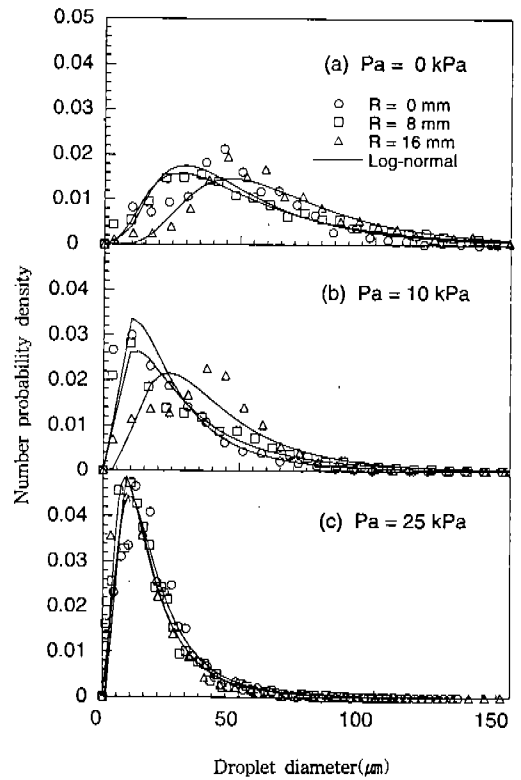 0.05
0.04
0.03
0.02
0.01
0
(a) Pa = 0 kPa
R = 0 mm
R = 8 mm
R = 16 mm
Log-normal
0.04
0.03
0.02
0.01
0
(b) Pa = 10 kPa
0.04
0.03
0.02
0.01
0
(c) Pa = 25 kPa
0 50 100 150
Number probability density
Droplet diameter(μm)